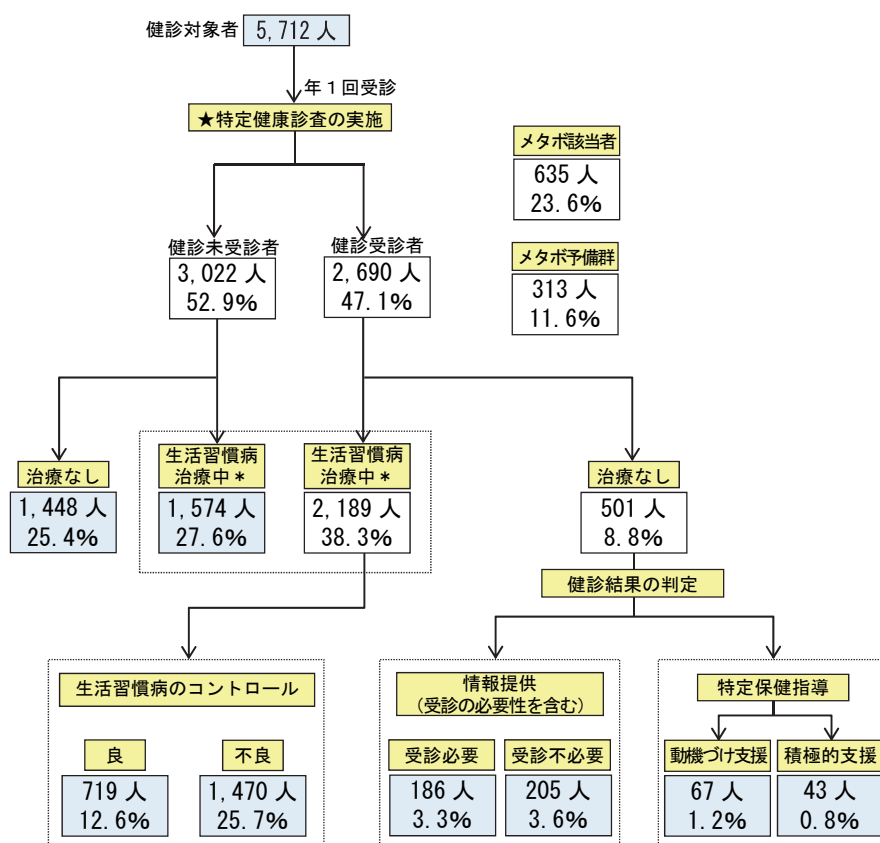 健診対象者
5,712 人
年1回受診
★特定健康診査の実施
メタボ該当者
635 人
23.6%
メタボ予備群
313 人
11.6%
健診未受診者
3,022 人
52.9%
健診受診者
2,690 人
47.1%
治療なし
1,448 人
25.4%
生活習慣病
治療中*
1,574 人
27.6%
生活習慣病
治療中*
2,189 人
38.3%
治療なし
501 人
8.8%
健診結果の判定
生活習慣病のコントロール
良
719 人
12.6%
不良
1,470 人
25.7%
情報提供
(受診の必要性を含む)
受診必要
186 人
3.3%
受診不必要
205 人
3.6%
特定保健指導
動機づけ支援
67 人
1.2%
積極的支援
43 人
0.8%